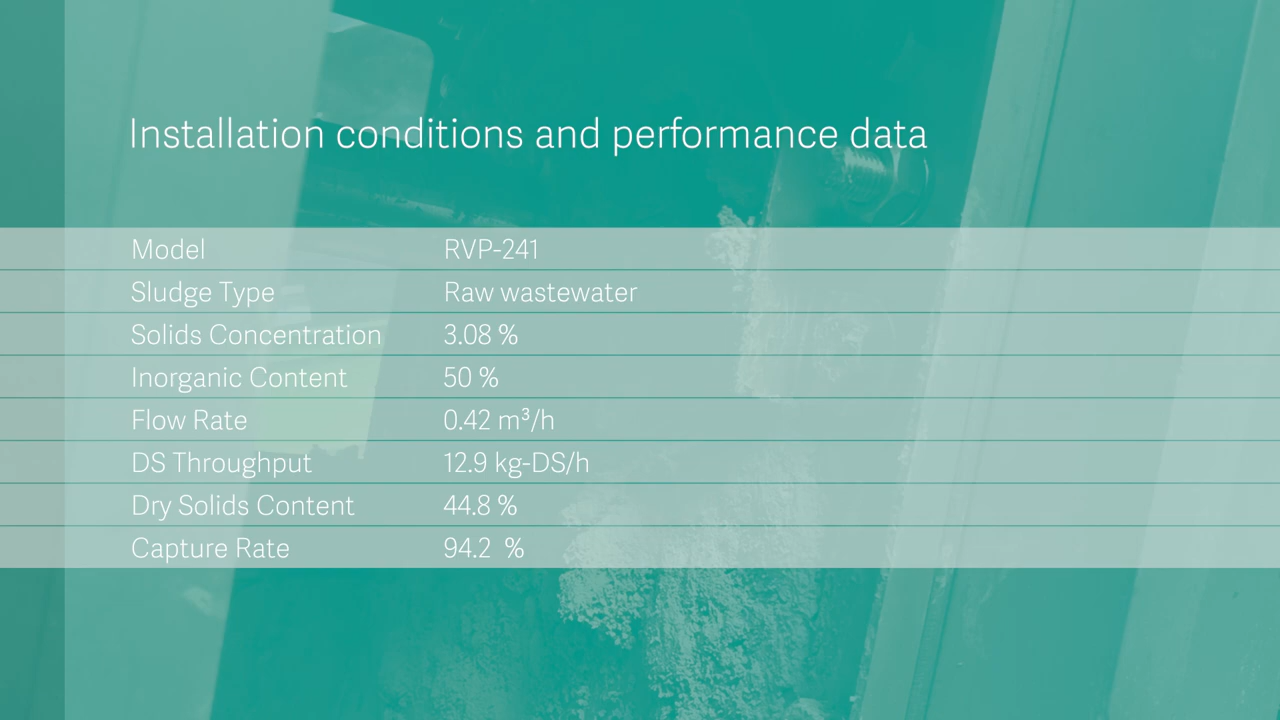 Installation conditions and performance data
Model RVP-241
Sludge Type Raw wastewater
Solids Concentration 3.08 %
Inorganic Content 50 %
Flow Rate 0.42 m³/h
DS Throughput 12.9 kg-DS/h
Dry Solids Content 44.8 %
Capture Rate 94.2 %